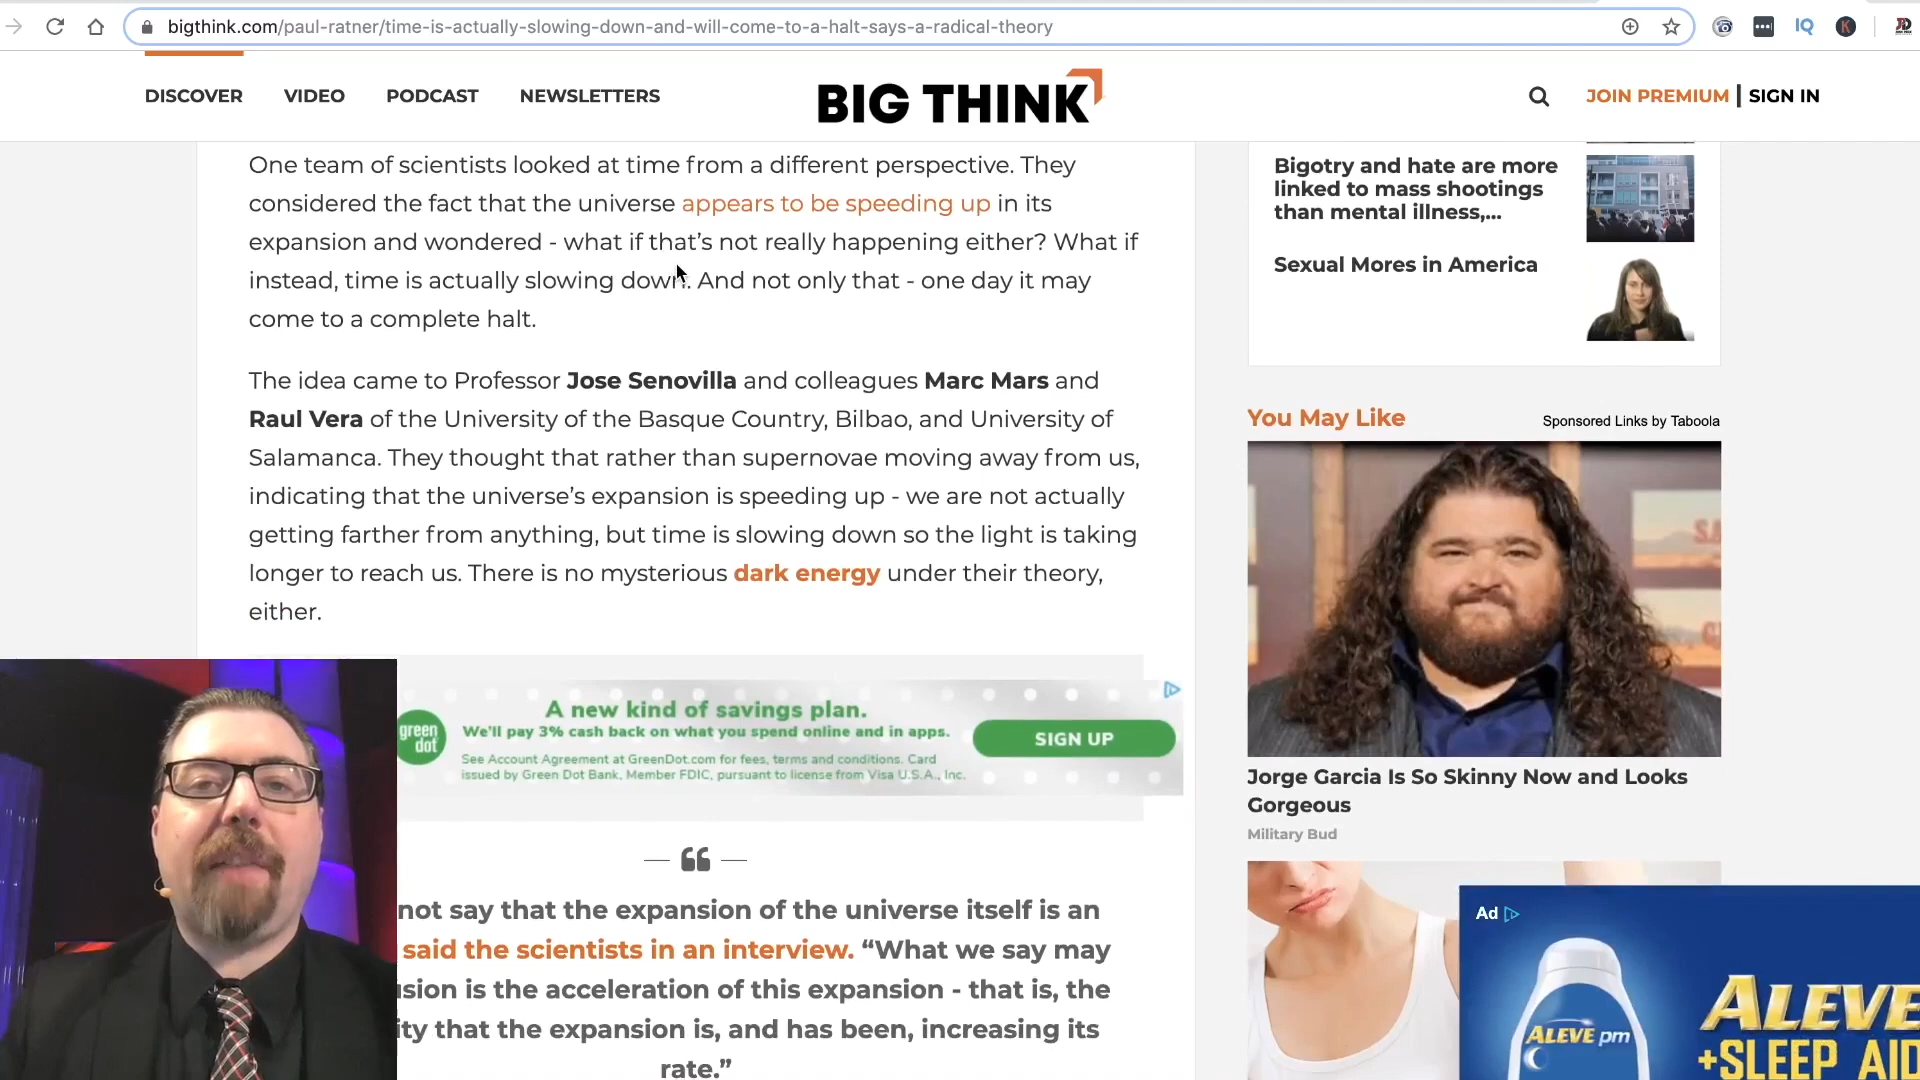 bigthink.com/paul-ratner/time-is-actually-slowing-down-and-will-come-to-a-halt-says-a-radical-theory
IQ
K
DISCOVER
VIDEO
PODCAST
NEWSLETTERS
BIG THINK
JOIN PREMIUM | SIGN IN
One team of scientists looked at time from a different perspective. They
considered the fact that the universe appears to be speeding up in its
expansion and wondered - what if that’s not really happening either? What if
instead, time is actually slowing down. And not only that - one day it may
come to a complete halt.
The idea came to Professor Jose Senovilla and colleagues Marc Mars and
Raul Vera of the University of the Basque Country, Bilbao, and University of
Salamanca. They thought that rather than supernovae moving away from us,
indicating that the universe’s expansion is speeding up - we are not actually
getting farther from anything, but time is slowing down so the light is taking
longer to reach us. There is no mysterious dark energy under their theory,
either.
green
dot
A new kind of savings plan.
We'll pay 3% cash back on what you spend online and in apps.
See Account Agreement at GreenDot.com for fees, terms and conditions. Card
issued by Green Dot Bank, Member FDIC, pursuant to license from Visa U.S.A., Inc.
SIGN UP
“
not say that the expansion of the universe itself is an
said the scientists in an interview. “What we say may
usion is the acceleration of this expansion - that is, the
ity that the expansion is, and has been, increasing its
rate.”
Bigotry and hate are more
linked to mass shootings
than mental illness,...
Sexual Mores in America
You May Like
Sponsored Links by Taboola
Jorge Garcia Is So Skinny Now and Looks
Gorgeous
Military Bud
Ad
ALEVE pm
ALEVE
+SLEEP AID